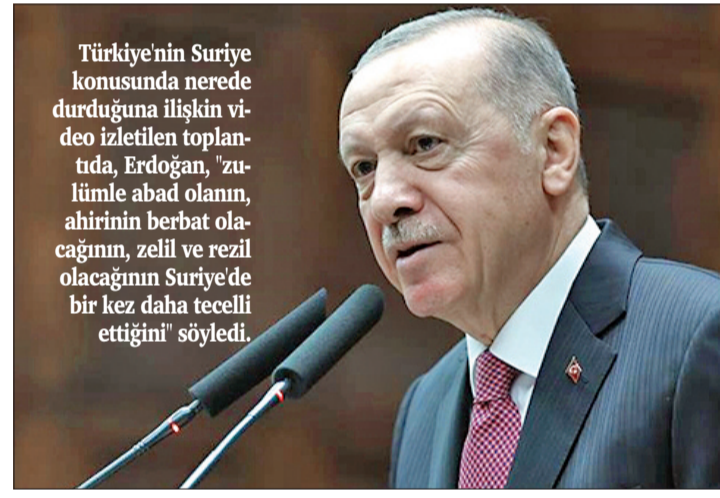 Türkiye'nin Suriye
konusunda nerede
durduğuna ilişkin vi-
deo izletilen toplan-
tıda, Erdoğan, "zu-
lümle abad olanın,
ahirinin berbat ola-
cağının, zelil ve rezil
olacağının Suriye'de
bir kez daha tecelli
ettiğini" söyledi.